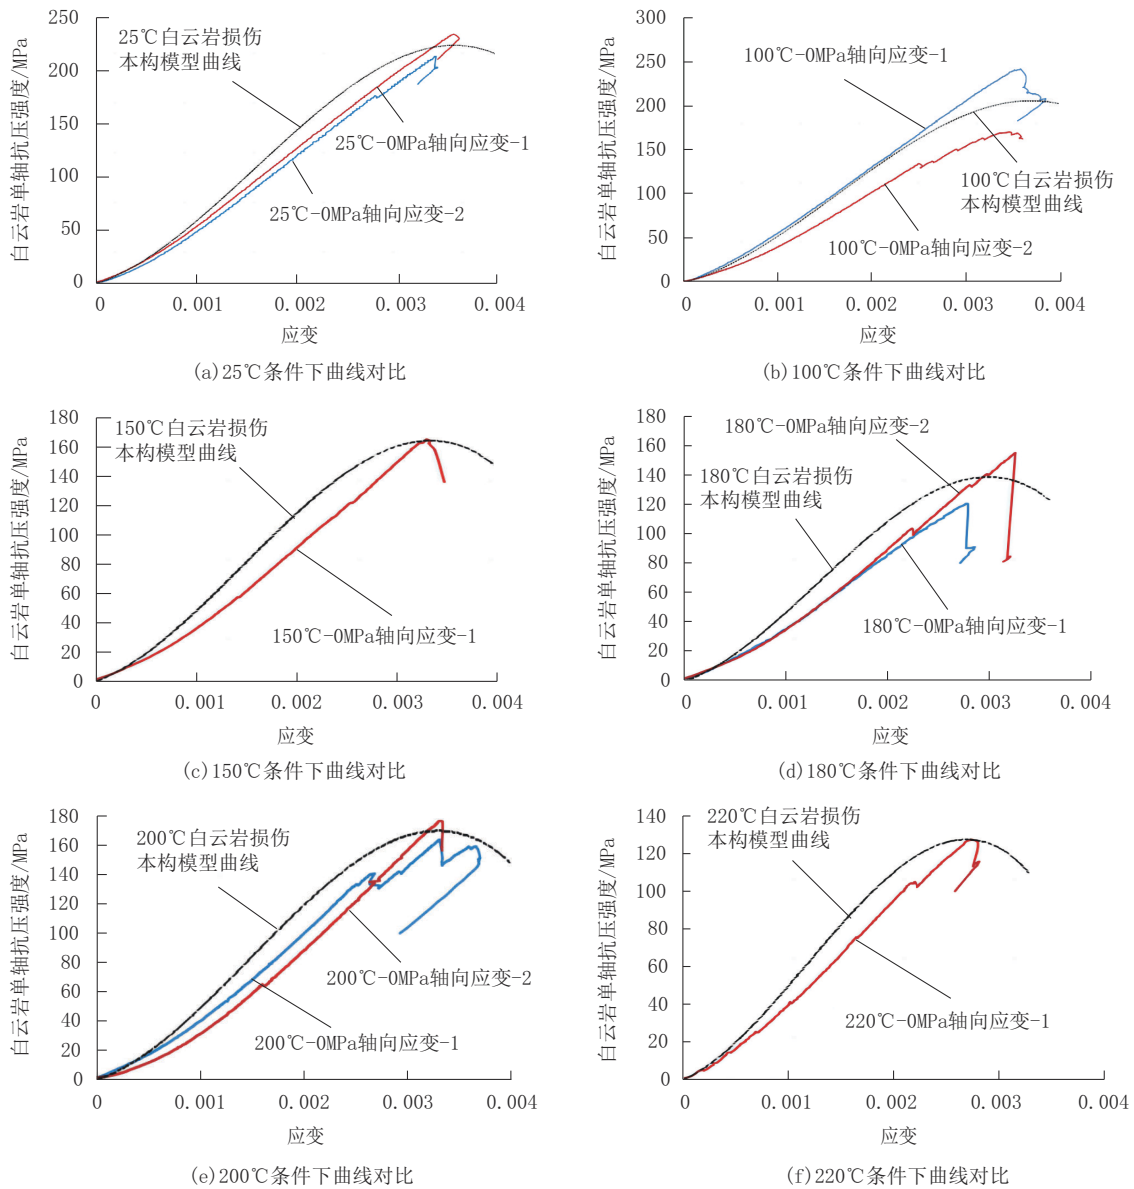 250
200
150
100
50
0
白云岩单轴抗压强度/MPa
25℃白云岩损伤
本构模型曲线
25℃-0MPa轴向应变-1
25℃-0MPa轴向应变-2
0
0.001
0.002
0.003
0.004
应变
(a)25℃条件下曲线对比
300
250
200
150
100
50
0
白云岩单轴抗压强度/MPa
100℃-0MPa轴向应变-1
100℃白云岩损伤
本构模型曲线
100℃-0MPa轴向应变-2
0
0.001
0.002
0.003
0.004
应变
(b)100℃条件下曲线对比
180
160
140
120
100
80
60
40
20
0
白云岩单轴抗压强度/MPa
150℃白云岩损伤
本构模型曲线
150℃-0MPa轴向应变-1
0
0.001
0.002
0.003
0.004
应变
(c)150℃条件下曲线对比
180
160
140
120
100
80
60
40
20
0
白云岩单轴抗压强度/MPa
180℃-0MPa轴向应变-2
180℃白云岩损伤
本构模型曲线
180℃-0MPa轴向应变-1
0
0.001
0.002
0.003
0.004
应变
(d)180℃条件下曲线对比
180
160
140
120
100
80
60
40
20
0
白云岩单轴抗压强度/MPa
200℃白云岩损伤
本构模型曲线
200℃-0MPa轴向应变-2
200℃-0MPa轴向应变-1
0
0.001
0.002
0.003
0.004
应变
(e)200℃条件下曲线对比
140
120
100
80
60
40
20
0
白云岩单轴抗压强度/MPa
220℃白云岩损伤
本构模型曲线
220℃-0MPa轴向应变-1
0
0.001
0.002
0.003
0.004
应变
(f)220℃条件下曲线对比